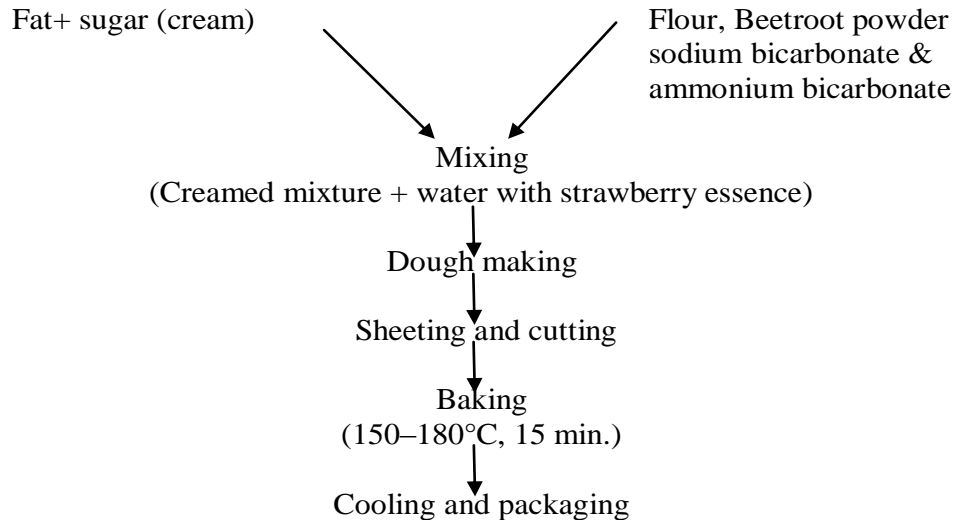 Fat+ sugar (cream)
Flour, Beetroot powder
sodium bicarbonate &
ammonium bicarbonate
Mixing
(Creamed mixture + water with strawberry essence)
Dough making
Sheeting and cutting
Baking
(150–180°C, 15 min.)
Cooling and packaging